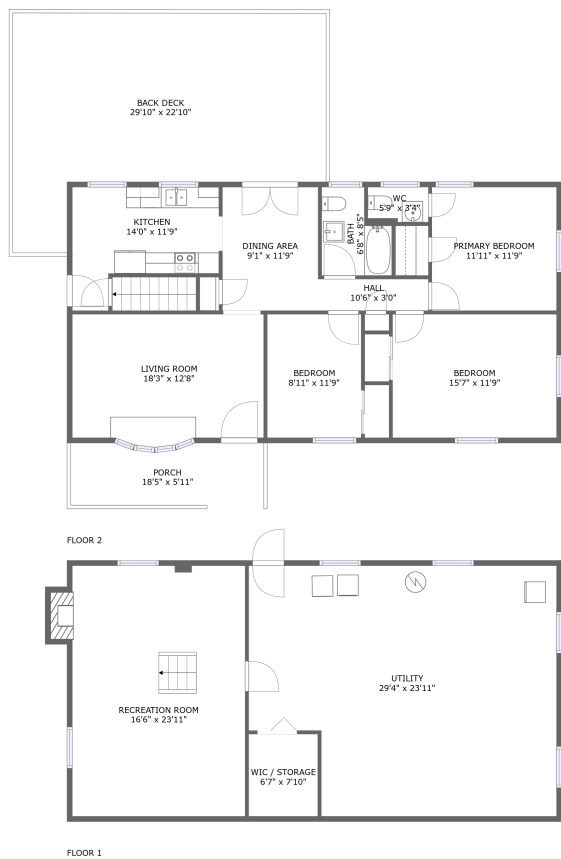 BACK DECK
29'10" x 22'10"
KITCHEN
14'0" x 11'9"
DINING AREA
9'1" x 11'9"
BATH
6'8" x 8'5"
WC
5'9" x 3'4"
PRIMARY BEDROOM
11'11" x 11'9"
HALL
10'6" x 3'0"
LIVING ROOM
18'3" x 12'8"
BEDROOM
8'11" x 11'9"
BEDROOM
15'7" x 11'9"
PORCH
18'5" x 5'11"
FLOOR 2
RECREATION ROOM
16'6" x 23'11"
UTILITY
29'4" x 23'11"
WIC / STORAGE
6'7" x 7'10"
FLOOR 1